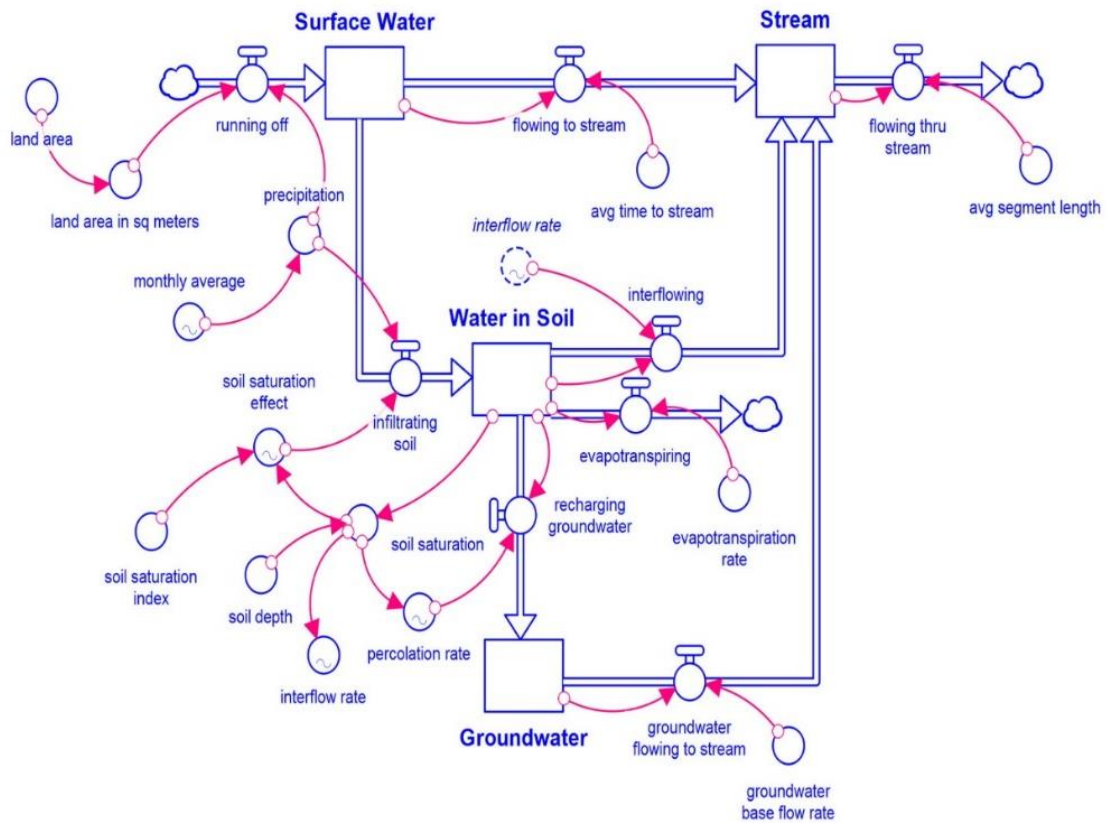 Surface Water
Stream
land area
running off
flowing to stream
flowing thru
stream
precipitation
land area in sq meters
avg time to stream
avg segment length
interflow rate
monthly average
interflowing
Water in Soil
soil saturation
effect
infiltrating
soil
evapotranspiring
recharging
groundwater
soil saturation
evapotranspiration
rate
soil saturation
index
soil depth
percolation rate
interflow rate
Groundwater
groundwater
flowing to stream
groundwater
base flow rate